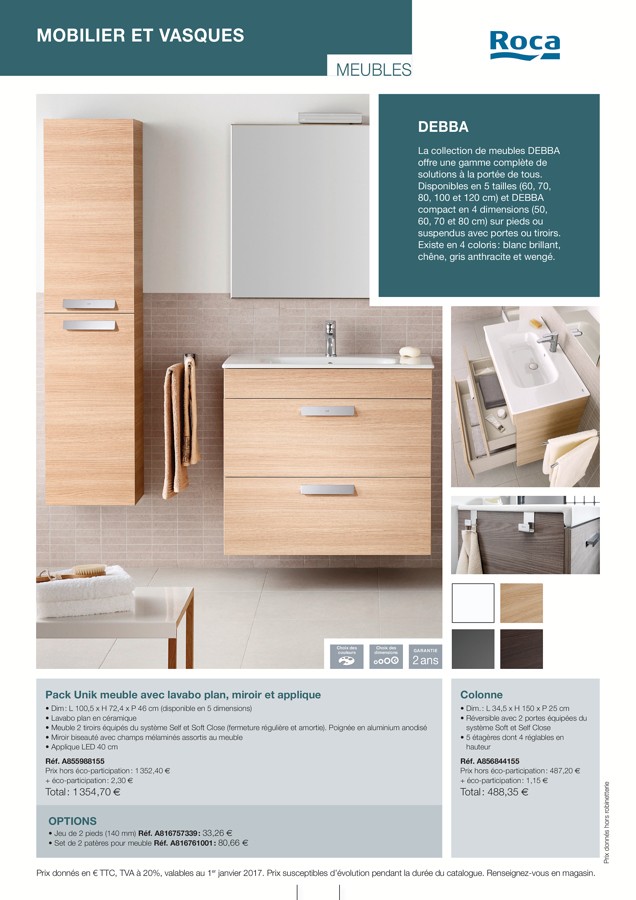 MOBILIER ET VASQUES
MEUBLES
Roca
DEBBA
La collection de meubles DEBBA
offre une gamme complète de
solutions à la portée de tous.
Disponibles en 5 tailles (60, 70,
80, 100 et 120 cm) et DEBBA
compact en 4 dimensions (50,
60, 70 et 80 cm) sur pieds ou
suspendus avec portes ou tiroirs.
Existe en 4 coloris : blanc brillant,
chêne, gris anthracite et wengé.
Choix des
couleurs
Choix des
dimensions
GARANTIE
2 ans
Pack Unik meuble avec lavabo plan, miroir et applique
• Dim : L 100,5 x H 72,4 x P 46 cm (disponible en 5 dimensions)
• Lavabo plan en céramique
• Meuble 2 tiroirs équipés du système Self et Soft Close (fermeture régulière et amortie). Poignée en aluminium anodisé
• Miroir biseauté avec champs mélaminés assortis au meuble
• Applique LED 40 cm
Réf. A855988155
Prix hors éco-participation : 1 352,40 €
+ éco-participation : 2,30 €
Total : 1 354,70 €
OPTIONS
• Jeu de 2 pieds (140 mm) Réf. A816757339 : 33,26 €
• Set de 2 patères pour meuble Réf. A816761001 : 80,66 €
Colonne
• Dim. : L 34,5 x H 150 x P 25 cm
• Réversible avec 2 portes équipées du
système Soft et Self Close
• 5 étagères dont 4 réglables en
hauteur
Réf. A856844155
Prix hors éco-participation : 487,20 €
+ éco-participation : 1,15 €
Total : 488,35 €
Prix donnés hors robinetterie
Prix donnés en € TTC, TVA à 20%, valables au 1er janvier 2017. Prix susceptibles d'évolution pendant la durée du catalogue. Renseignez-vous en magasin.